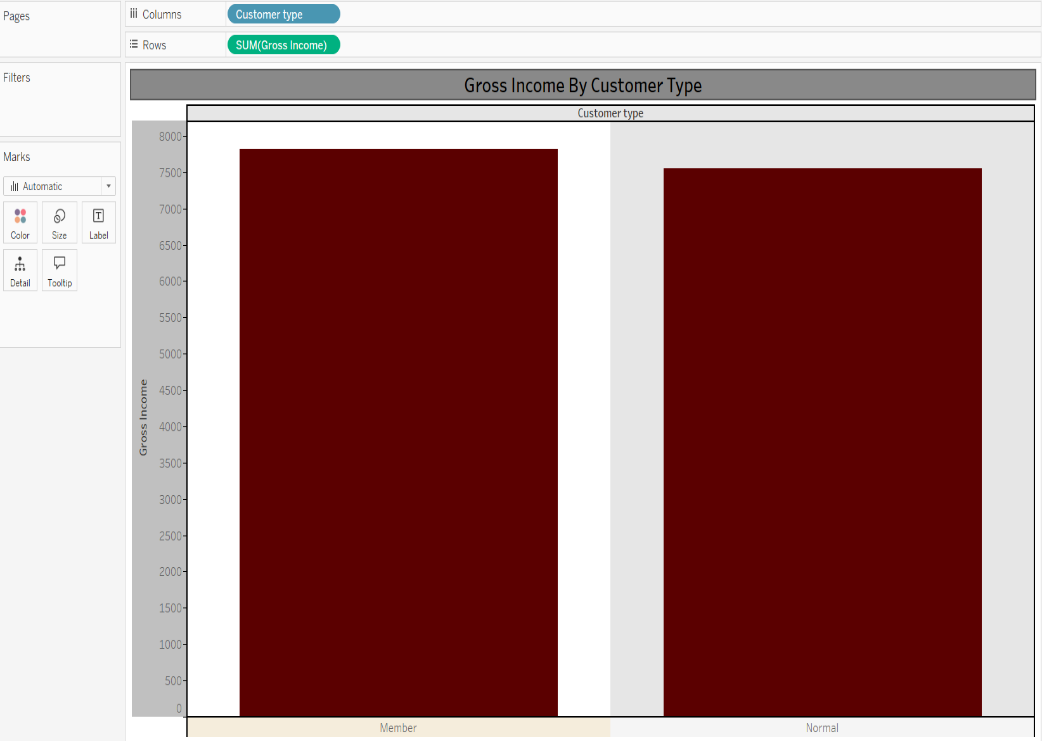 Pages
Columns
Customer type
Rows
SUM(Gross Income)
Filters
Marks
Automatic
Color
Size
Label
Detail
Tooltip
Gross Income By Customer Type
Customer type
8000
7500
7000
6500
6000
5500
5000
4500
4000
3500
3000
2500
2000
1500
1000
500
0
Gross Income
Member
Normal